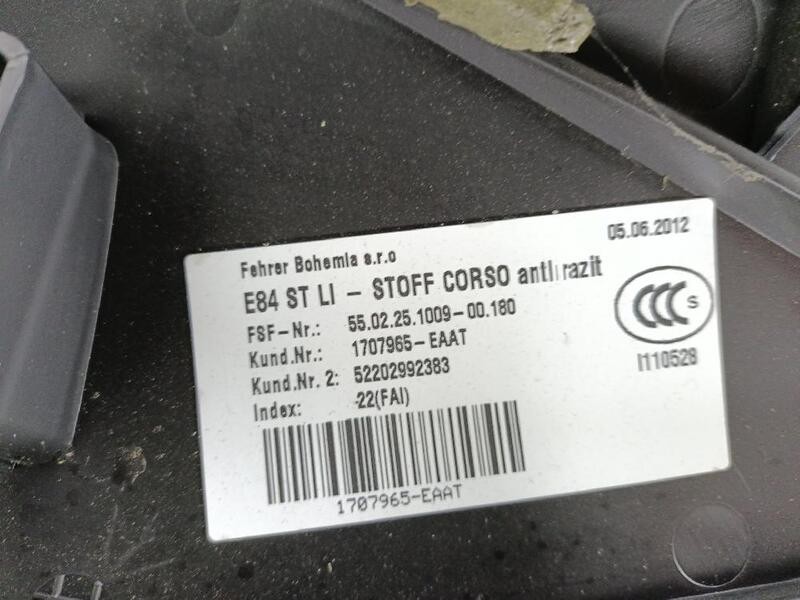 05.06.2012
Fehrer Bohemia s.r.o
E84 ST LI - STOFF CORSO anthrazit
FSF-Nr.: 55.02.25.1009-00.180
Kund.Nr.: 1707965-EAAT
Kund.Nr. 2: 52202992383
Index: -22(FAI)
CCC S
I110528
1707965-EAAT